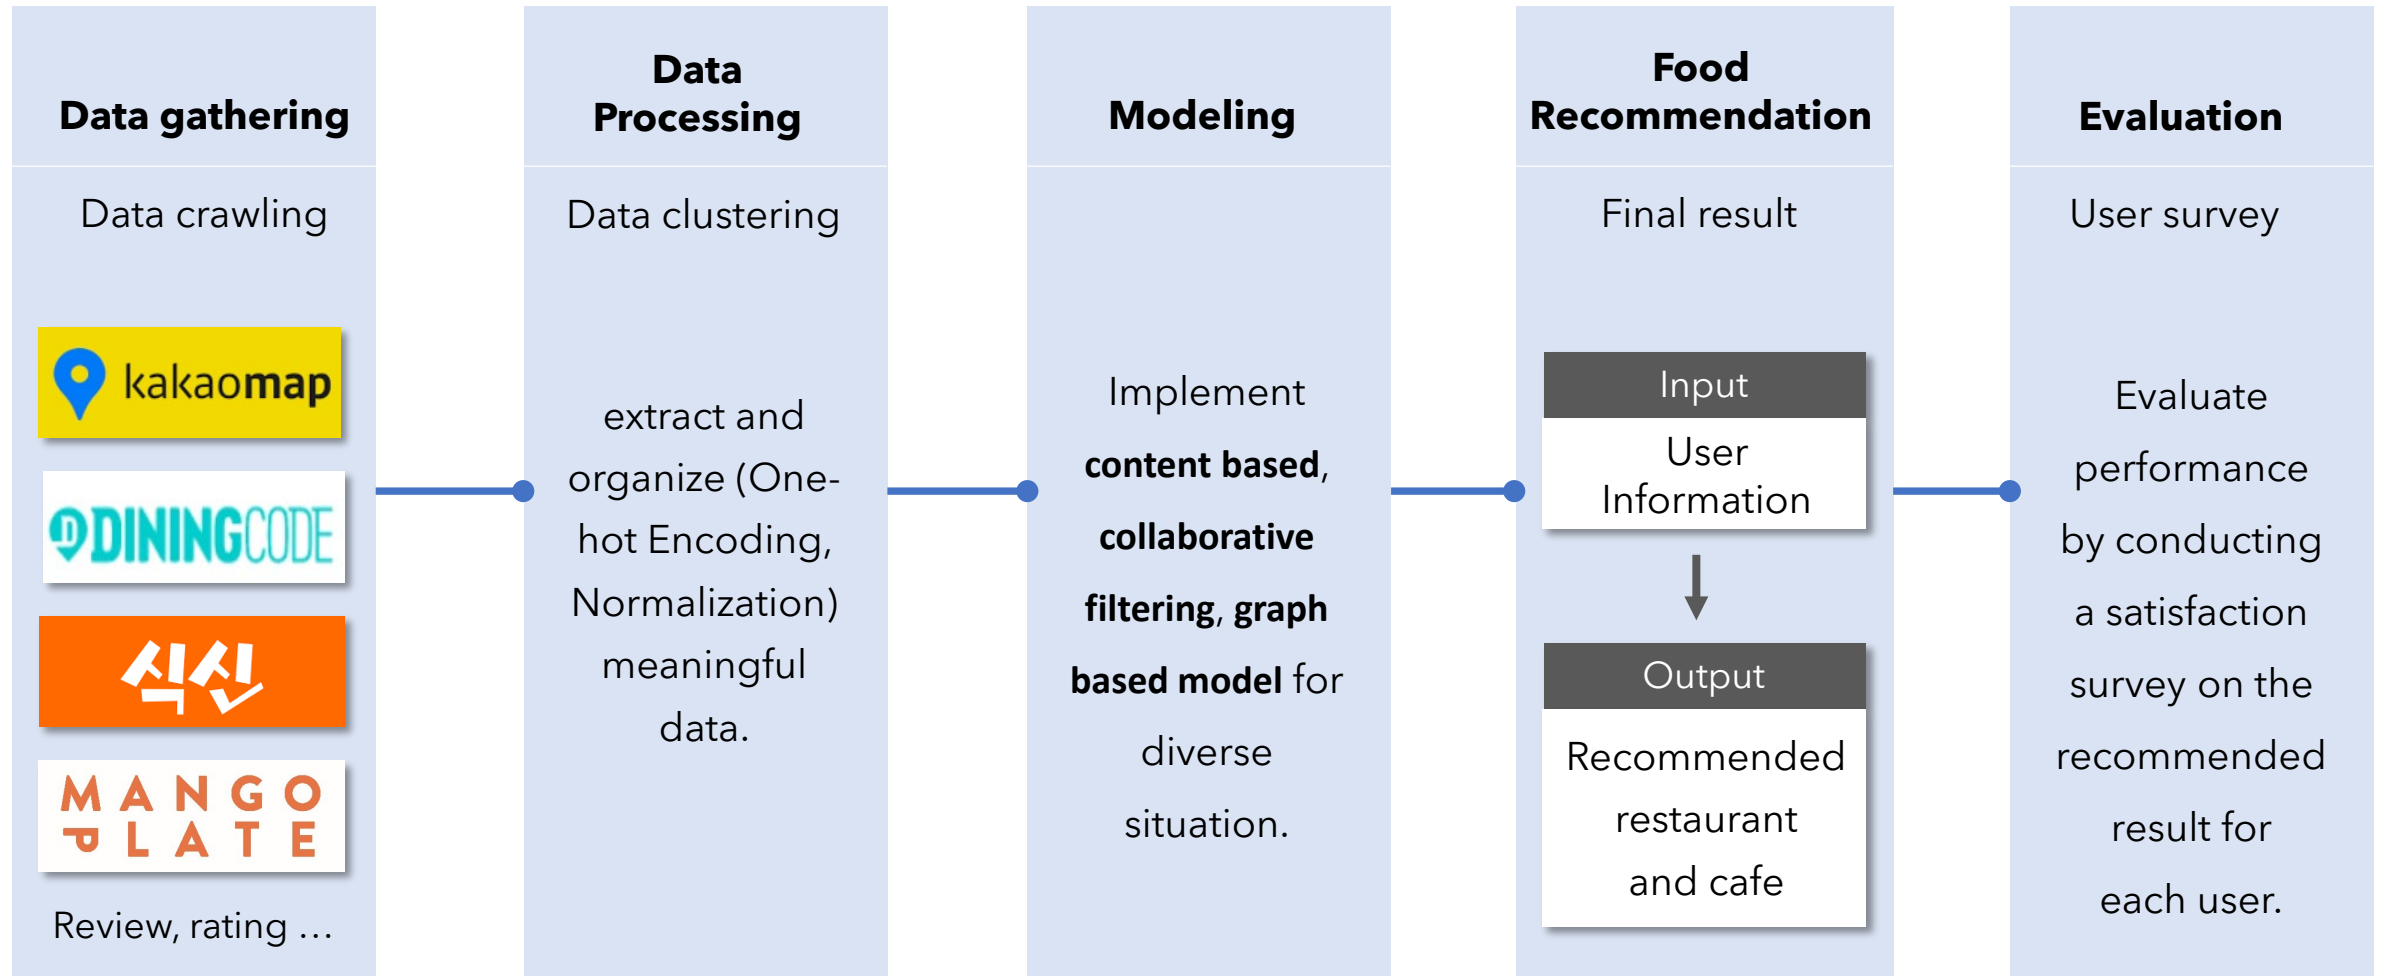 Data gathering
Data crawling
kakaomap
DININGCODE
식신
MANGO
PLATE
Review, rating ...
Data
Processing
Data clustering
extract and
organize (One-
hot Encoding,
Normalization)
meaningful
data.
Modeling
Implement
content based,
collaborative
filtering, graph
based model for
diverse
situation.
Food
Recommendation
Final result
Input
User
Information
Output
Recommended
restaurant
and cafe
Evaluation
User survey
Evaluate
performance
by conducting
a satisfaction
survey on the
recommended
result for
each user.